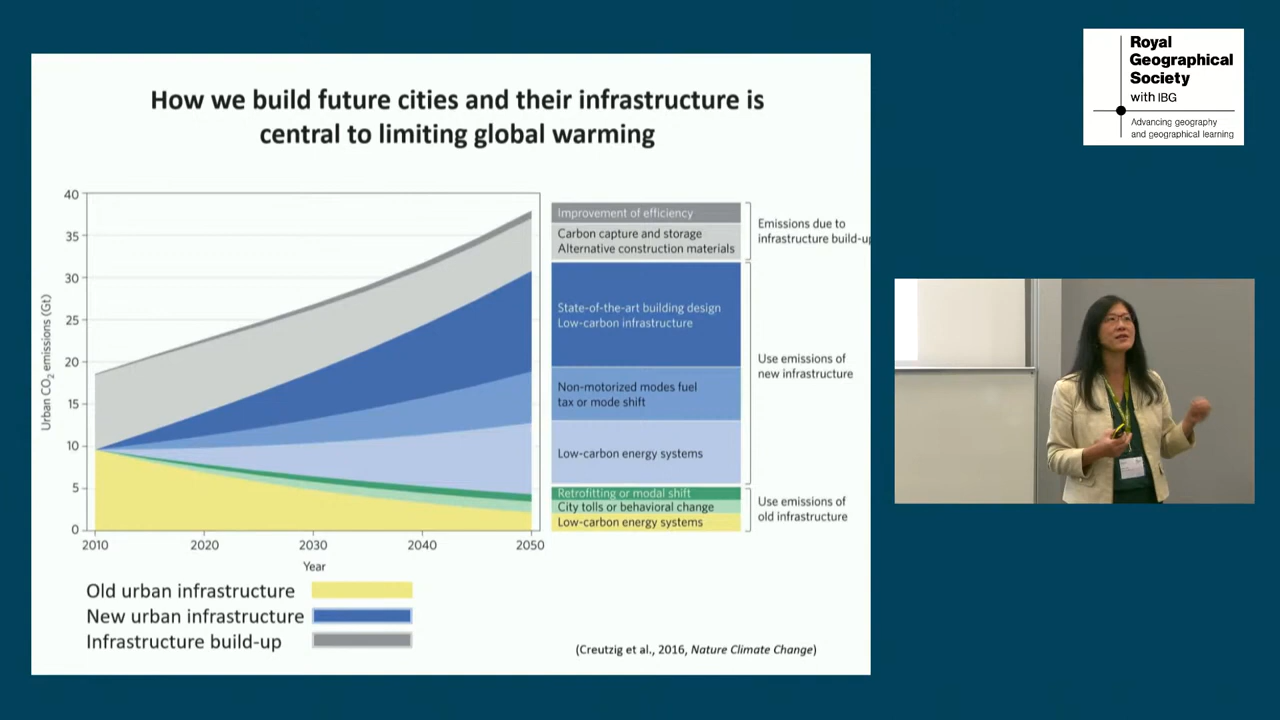 How we build future cities and their infrastructure is
central to limiting global warming
Royal
Geographical
Society
with IBG
Advancing geography
and geographical learning
40
35
30
25
20
15
10
5
0
Urban CO₂ emissions (Gt)
2010
2020
2030
2040
2050
Year
Improvement of efficiency
Carbon capture and storage
Alternative construction materials
State-of-the-art building design
Low-carbon infrastructure
Non-motorized modes fuel
tax or mode shift
Low-carbon energy systems
Retrofitting or modal shift
City tolls or behavioral change
Low-carbon energy systems
Emissions due to
infrastructure build-up
Use emissions of
new infrastructure
Use emissions of
old infrastructure
Old urban infrastructure
New urban infrastructure
Infrastructure build-up
(Creutzig et al., 2016, Nature Climate Change)